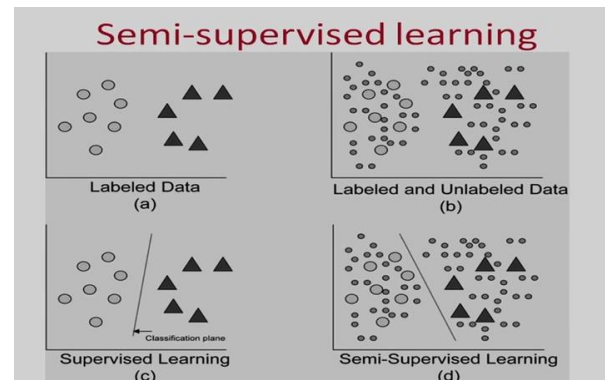 Semi-supervised learning
Labeled Data
(a)
Labeled and Unlabeled Data
(b)
Classification plane
Supervised Learning
(c)
Semi-Supervised Learning
(d)